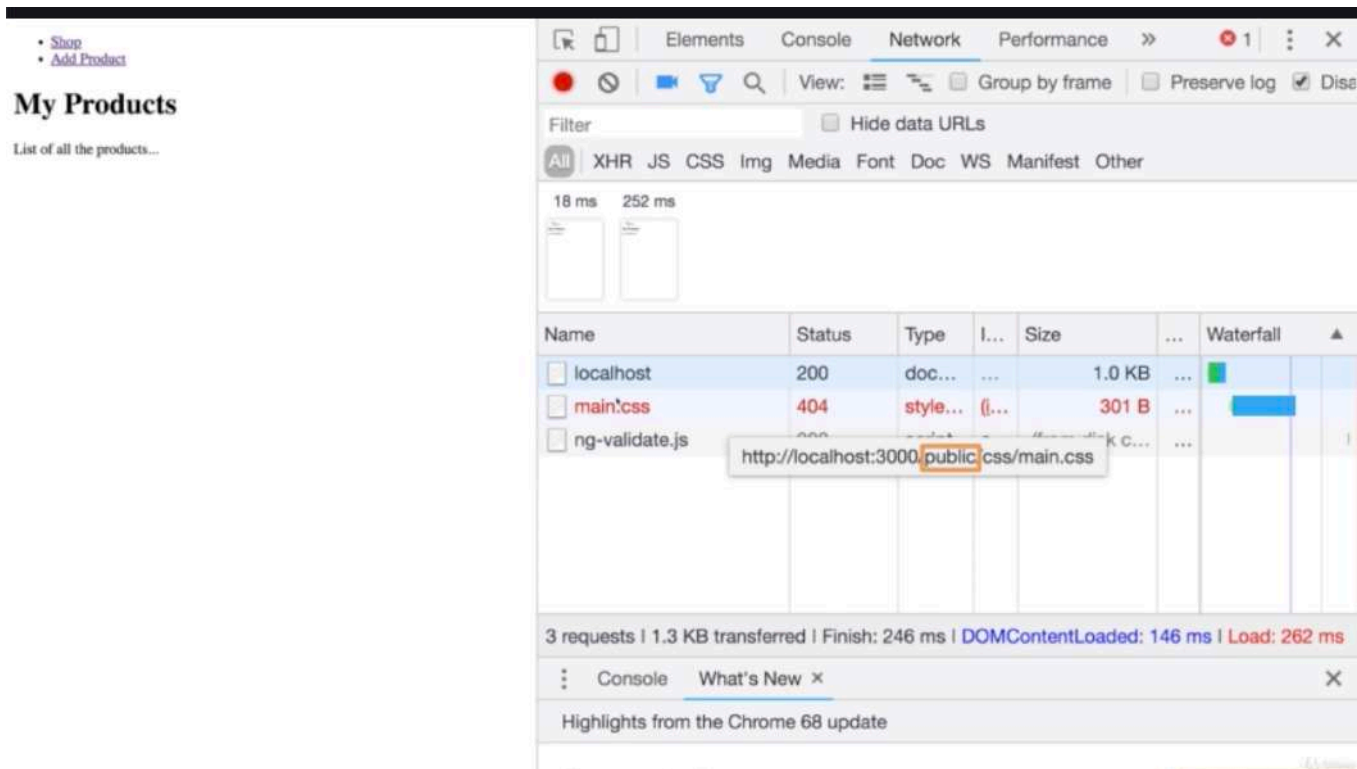 Shop
Add Product
My Products
List of all the products...
Elements Console Network Performance » 1
View: Group by frame Preserve log Disa
Filter Hide data URLs
All XHR JS CSS Img Media Font Doc WS Manifest Other
18 ms 252 ms
Name Status Type I... Size ... Waterfall
localhost 200 doc... ... 1.0 KB ...
main.css 404 style... (i... 301 B ...
ng-validate.js k c... ...
http://localhost:3000/public/css/main.css
3 requests | 1.3 KB transferred | Finish: 246 ms | DOMContentLoaded: 146 ms | Load: 262 ms
Console What's New ×
Highlights from the Chrome 68 update